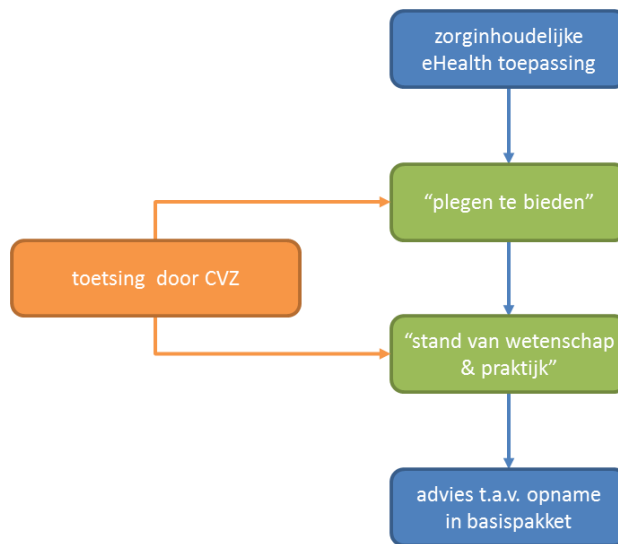 zorginhoudelijke
eHealth toepassing
“plegen te bieden”
toetsing door CVZ
“stand van wetenschap
& praktijk”
advies t.a.v. opname
in basispakket